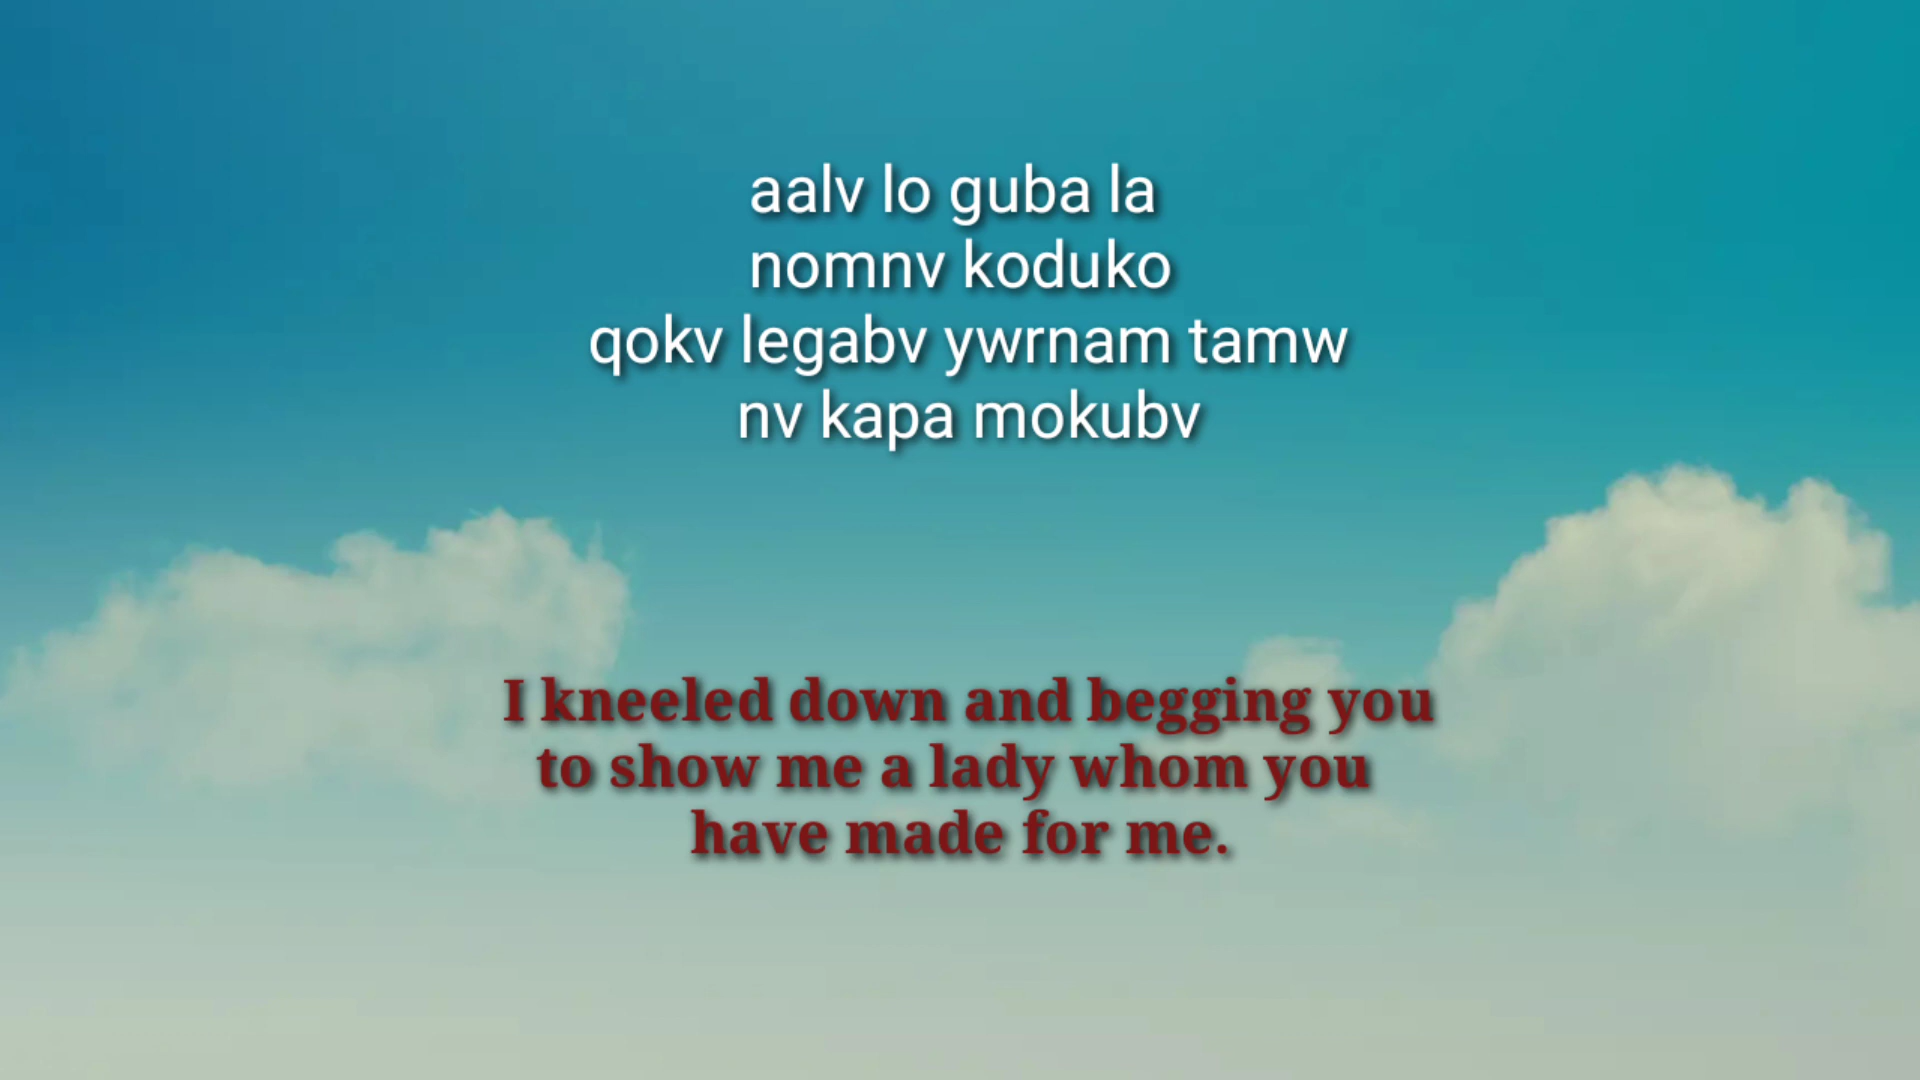 aalv lo guba la
nomnv koduko
qokv legabv ywrnam tamw
nv kapa mokubv
I kneeled down and begging you
to show me a lady whom you
have made for me.